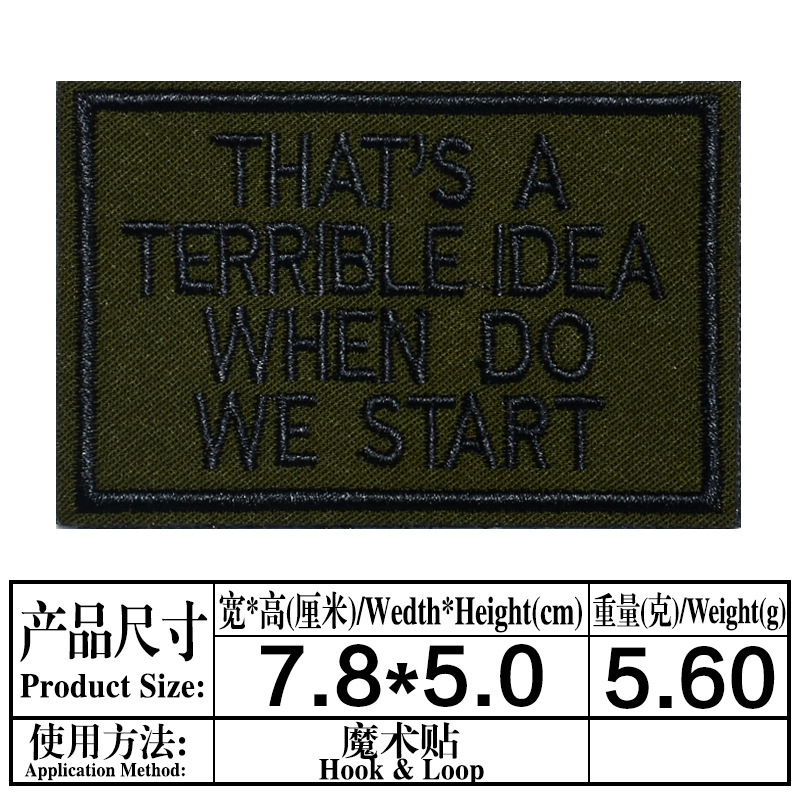 THAT'S A
TERRIBLE IDEA
WHEN DO
WE START
产品尺寸
Product Size:
宽*高(厘米)/Wedth*Height(cm)
7.8*5.0
重量(克)/Weight(g)
5.60
使用方法:
Application Method:
魔术贴
Hook & Loop